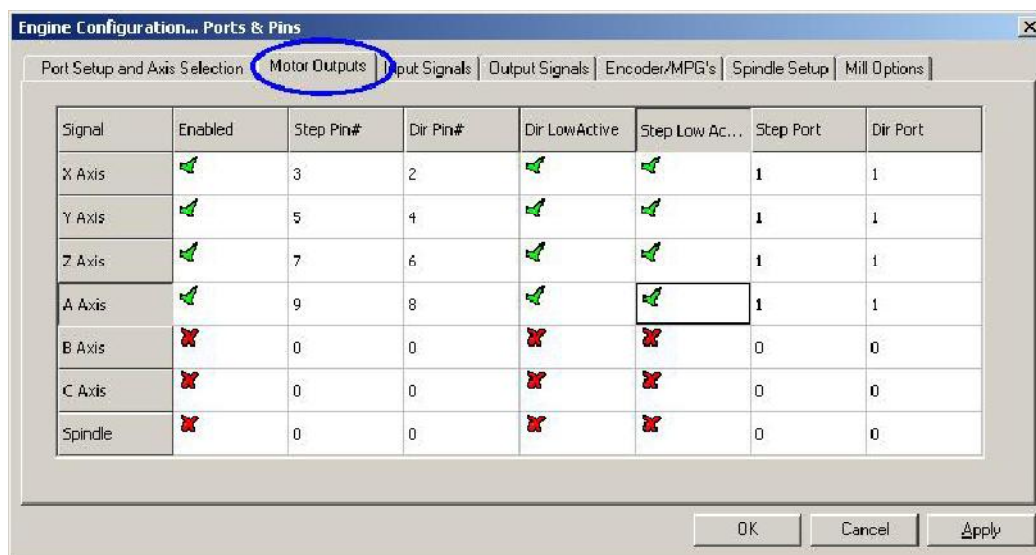 Engine Configuration... Ports & Pins
Port Setup and Axis Selection Motor Outputs Input Signals Output Signals Encoder/MPG's Spindle Setup Mill Options
Signal Enabled Step Pin# Dir Pin# Dir LowActive Step Low Ac... Step Port Dir Port
X Axis 3 2 1 1
Y Axis 5 4 1 1
Z Axis 7 6 1 1
A Axis 9 8 1 1
B Axis 0 0 0 0
C Axis 0 0 0 0
Spindle 0 0 0 0
OK Cancel Apply